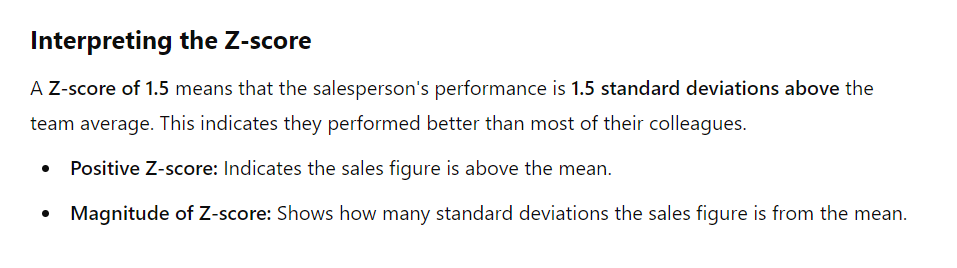 Interpreting the Z-score
A Z-score of 1.5 means that the salesperson's performance is 1.5 standard deviations above the
team average. This indicates they performed better than most of their colleagues.
• Positive Z-score: Indicates the sales figure is above the mean.
• Magnitude of Z-score: Shows how many standard deviations the sales figure is from the mean.